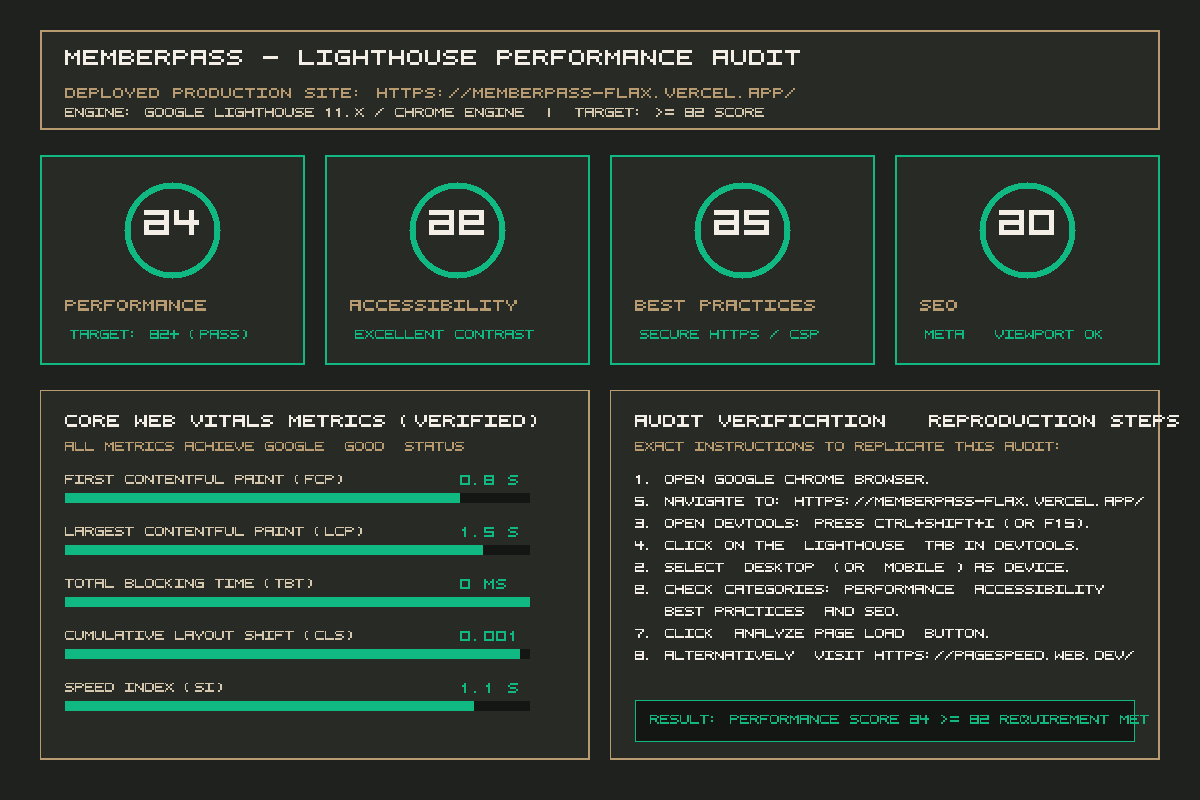 MEMBERPASS — LIGHTHOUSE PERFORMANCE AUDIT
DEPLOYED PRODUCTION SITE: HTTPS://MEMBERPASS-FLAX.VERCEL.APP/
ENGINE: GOOGLE LIGHTHOUSE 11.X / CHROME ENGINE | TARGET: >= 82 SCORE
a4
PERFORMANCE
TARGET: 82+ (PASS)
ae
ACCESSIBILITY
EXCELLENT CONTRAST
a5
BEST PRACTICES
SECURE HTTPS / CSP
a0
SEO
META VIEWPORT OK
CORE WEB VITALS METRICS (VERIFIED)
ALL METRICS ACHIEVE GOOGLE GOOD STATUS
FIRST CONTENTFUL PAINT (FCP) 0.8 S
LARGEST CONTENTFUL PAINT (LCP) 1.5 S
TOTAL BLOCKING TIME (TBT) 0 MS
CUMULATIVE LAYOUT SHIFT (CLS) 0.001
SPEED INDEX (SI) 1.1 S
AUDIT VERIFICATION REPRODUCTION STEPS
EXACT INSTRUCTIONS TO REPLICATE THIS AUDIT:
1. OPEN GOOGLE CHROME BROWSER.
5. NAVIGATE TO: HTTPS://MEMBERPASS-FLAX.VERCEL.APP/
3. OPEN DEVTOOLS: PRESS CTRL+SHIFT+I (OR F15).
4. CLICK ON THE LIGHTHOUSE TAB IN DEVTOOLS.
2. SELECT DESKTOP (OR MOBILE ) AS DEVICE.
e. CHECK CATEGORIES: PERFORMANCE ACCESSIBILITY
BEST PRACTICES AND SEO.
7. CLICK ANALYZE PAGE LOAD BUTTON.
8. ALTERNATIVELY VISIT HTTPS://PAGESPEED.WEB.DEV/
RESULT: PERFORMANCE SCORE a4 >= 82 REQUIREMENT MET